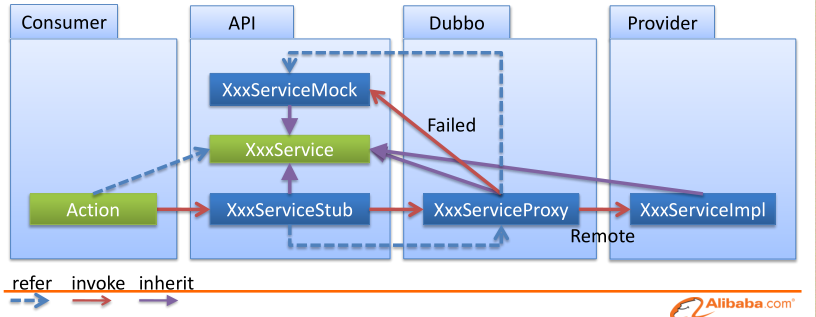 Consumer
API
Dubbo
Provider
XxxServiceMock
Failed
XxxService
Action
XxxServiceStub
XxxServiceProxy
XxxServiceImpl
Remote
refer
invoke
inherit
Alibaba.com®